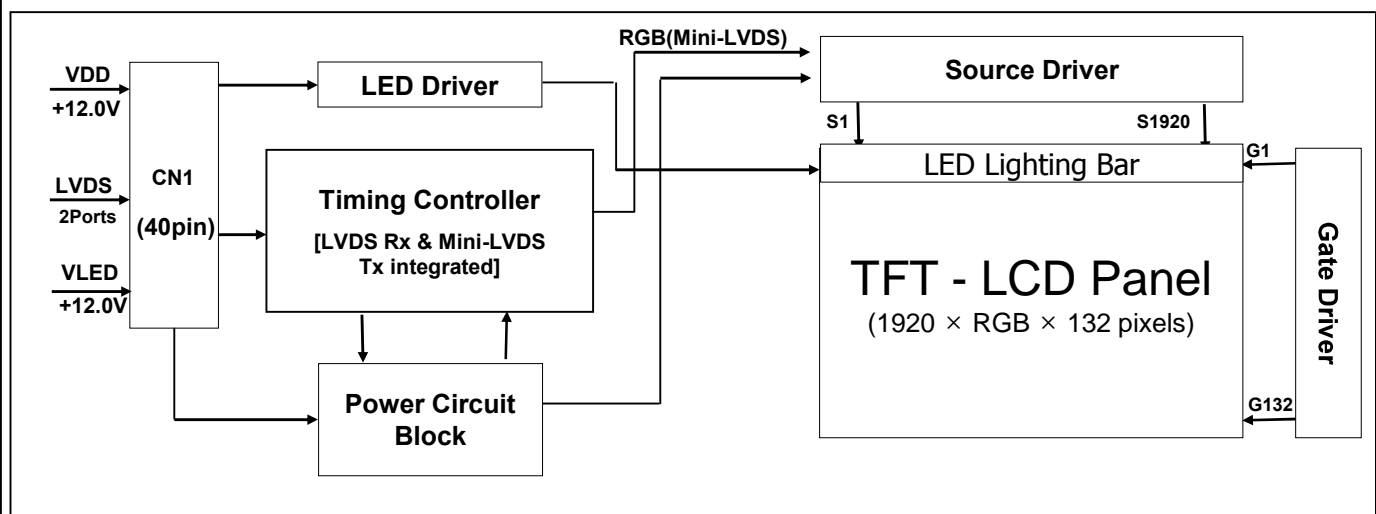 VDD
+12.0V
LVDS
2Ports
VLED
+12.0V
CN1
(40pin)
LED Driver
Timing Controller
[LVDS Rx & Mini-LVDS
Tx integrated]
Power Circuit
Block
RGB(Mini-LVDS)
Source Driver
S1
S1920
LED Lighting Bar
G1
TFT - LCD Panel
(1920 × RGB × 132 pixels)
G132
Gate Driver